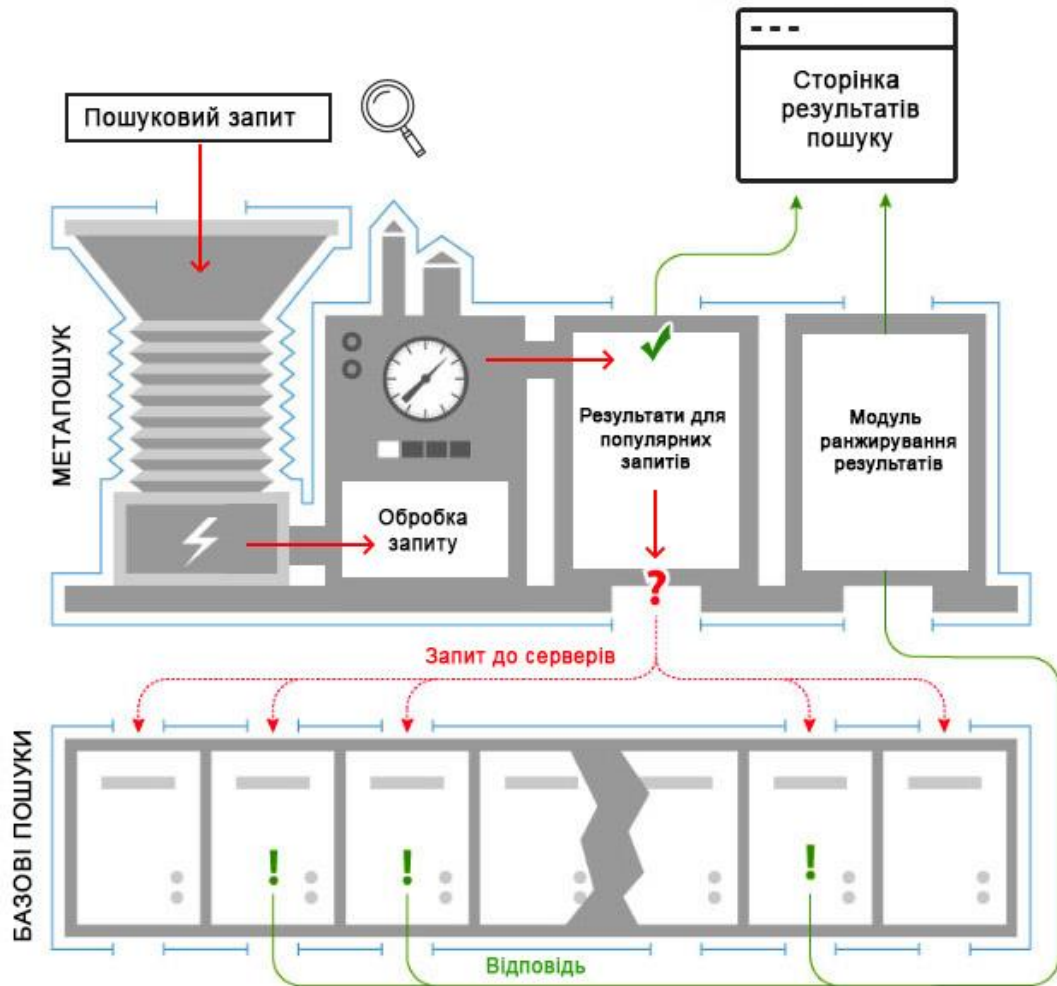 Сторінка
результатів
пошуку
Пошуковий запит
МЕТАПОШУК
Результати для
популярних
запитів
Модуль
ранжирування
результатів
Обробка
запиту
?
Запит до серверів
БАЗОВІ ПОШУКИ
! ! !
Відповідь